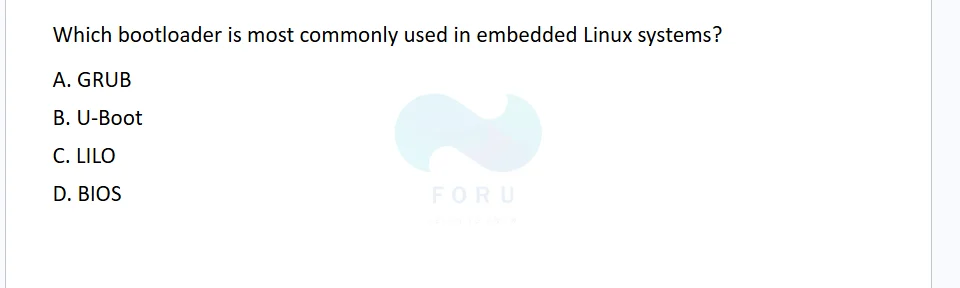 Which bootloader is most commonly used in embedded Linux systems?
A. GRUB
B. U-Boot
C. LILO
D. BIOS
FORU